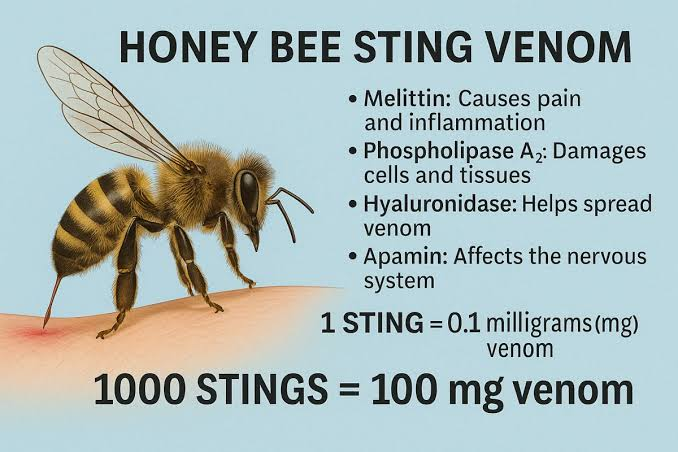 HONEY BEE STING VENOM
• Melittin: Causes pain
and inflammation
• Phospholipase A₂: Damages
cells and tissues
• Hyaluronidase: Helps spread
venom
• Apamin: Affects the nervous
system
1 STING = 0.1 milligrams (mg)
venom
1000 STINGS = 100 mg venom